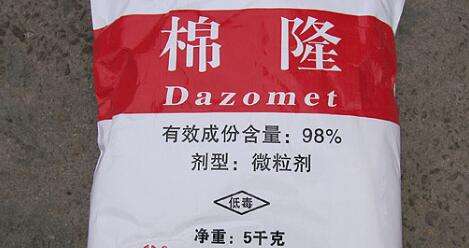 棉隆
Dazomet
有效成份含量：98%
剂型：微粒剂
低毒
净重：5千克